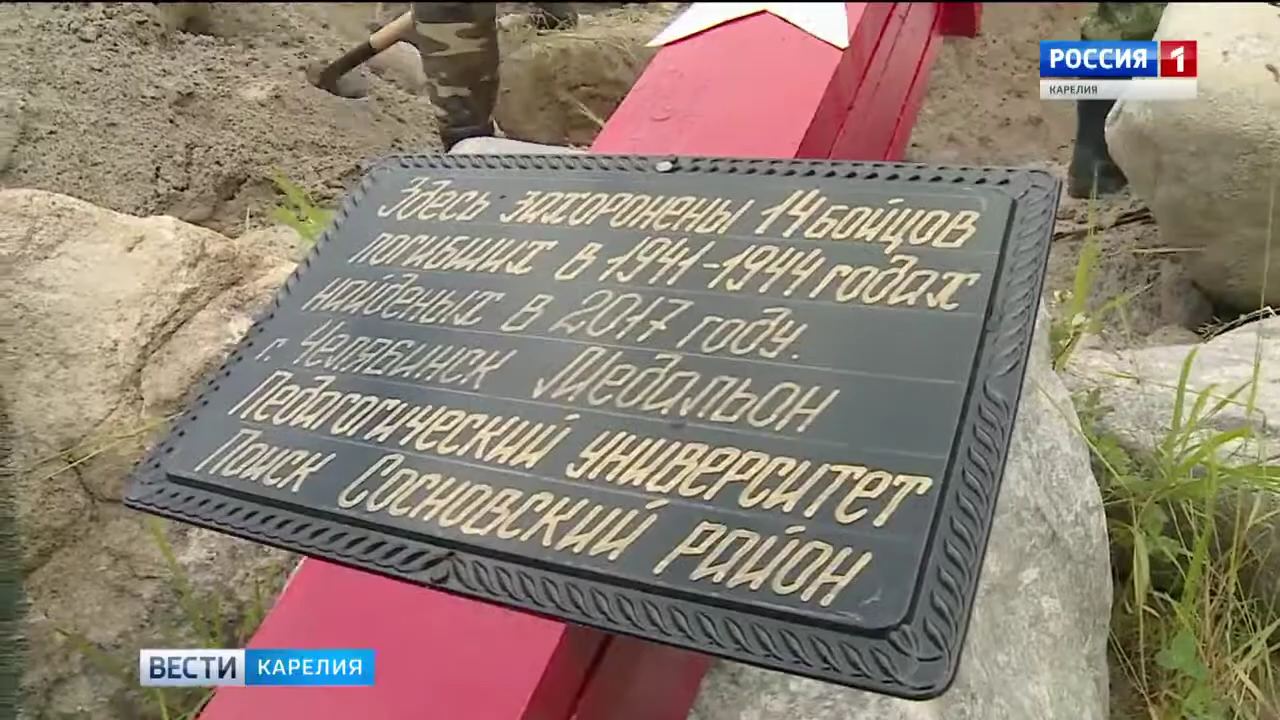 РОССИЯ 1
КАРЕЛИЯ
Здесь захоронены 14 бойцов
погибших в 1941-1944 годах
найденых в 2017 году.
г. Челябинск Медальон
Педагогический университет
Поиск Сосновский район
ВЕСТИ КАРЕЛИЯ